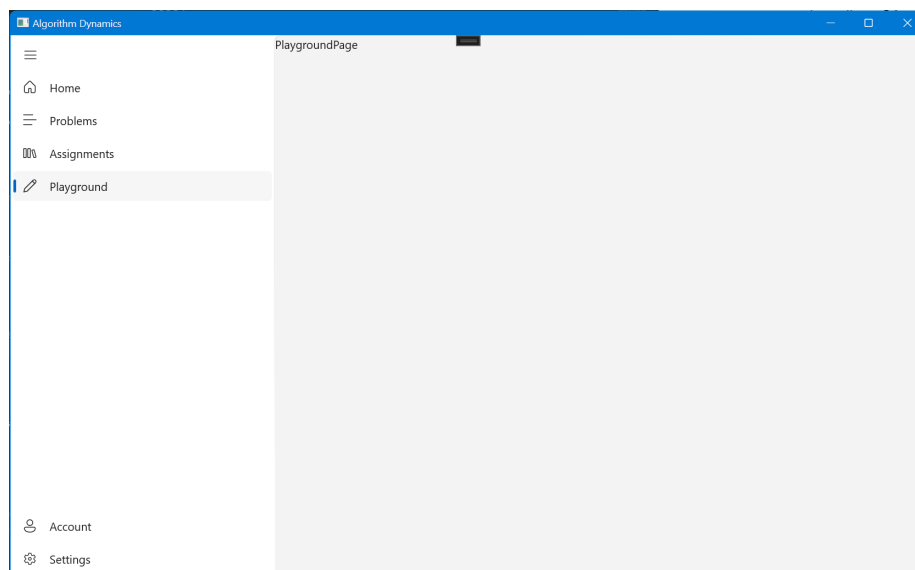 Algorithm Dynamics
PlaygroundPage
Home
Problems
Assignments
Playground
Account
Settings